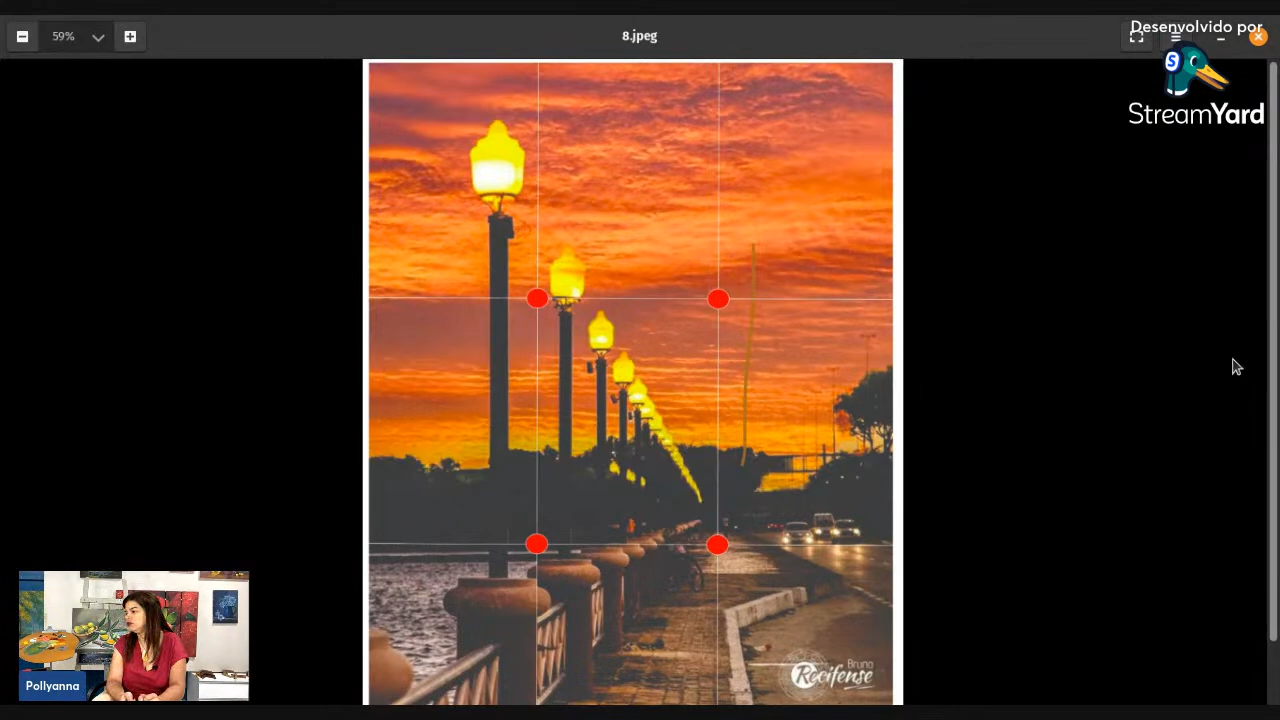 59%
8.jpeg
Desenvolvido por
S
StreamYard
Bruno
Recifense
Pollyanna